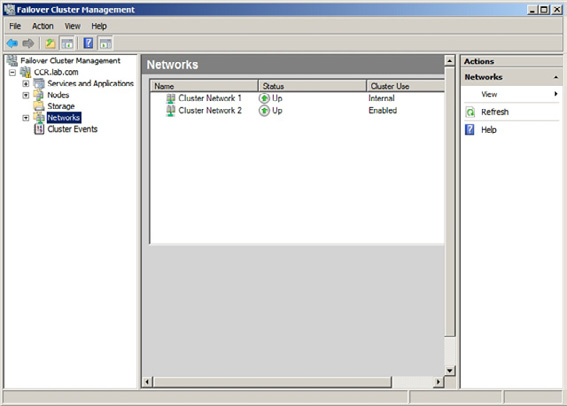 Failover Cluster Management
File Action View Help
Failover Cluster Management
CCR.lab.com
Services and Applications
Nodes
Storage
Networks
Cluster Events
Networks
Name Status Cluster Use
Cluster Network 1 Up Internal
Cluster Network 2 Up Enabled
Actions
Networks
View
Refresh
Help